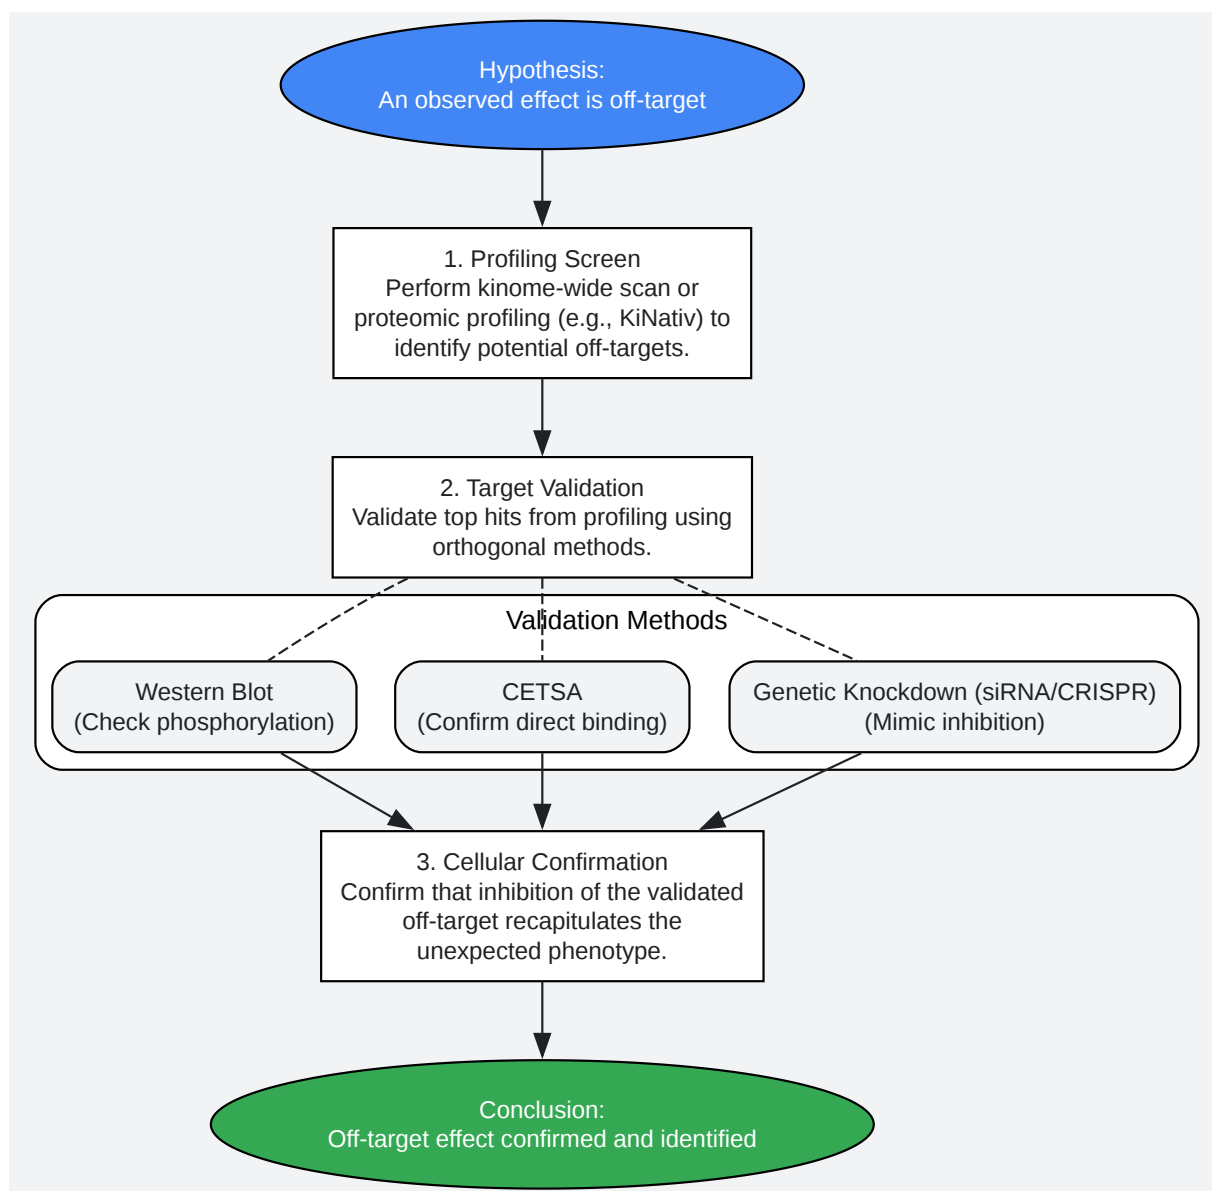 Hypothesis:
An observed effect is off-target
1. Profiling Screen
Perform kinome-wide scan or
proteomic profiling (e.g., KiNativ) to
identify potential off-targets.
2. Target Validation
Validate top hits from profiling using
orthogonal methods.
Validation Methods
Western Blot
(Check phosphorylation)
CETSA
(Confirm direct binding)
Genetic Knockdown (siRNA/CRISPR)
(Mimic inhibition)
3. Cellular Confirmation
Confirm that inhibition of the validated
off-target recapitulates the
unexpected phenotype.
Conclusion:
Off-target effect confirmed and identified